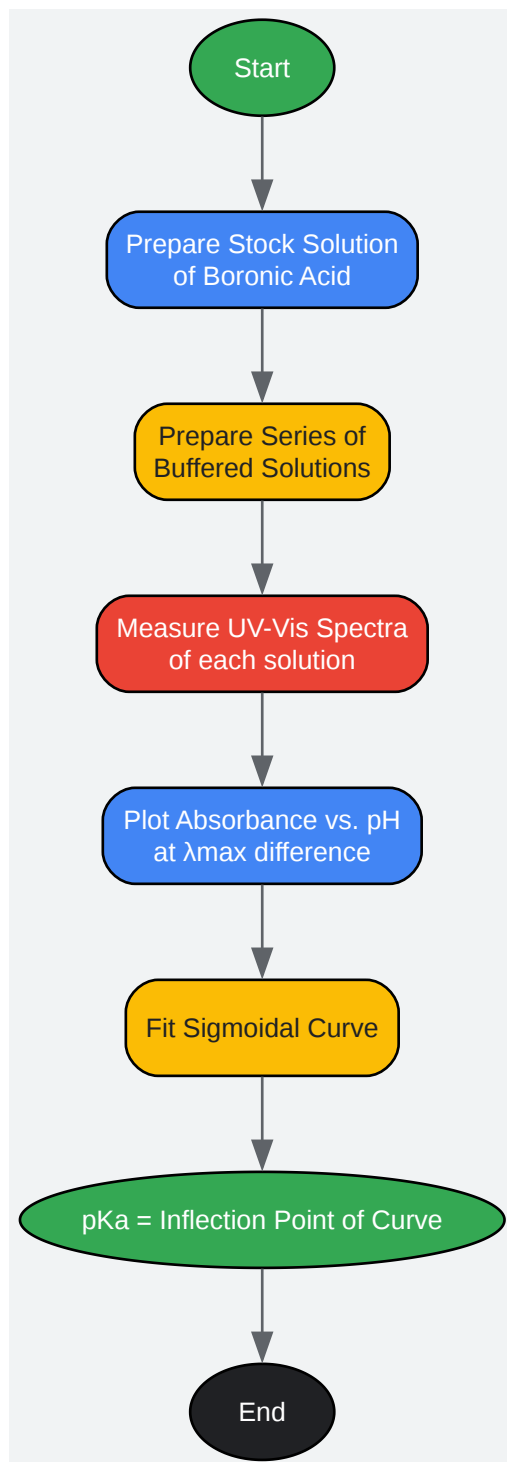 Start
Prepare Stock Solution
of Boronic Acid
Prepare Series of
Buffered Solutions
Measure UV-Vis Spectra
of each solution
Plot Absorbance vs. pH
at λmax difference
Fit Sigmoidal Curve
pKa = Inflection Point of Curve
End